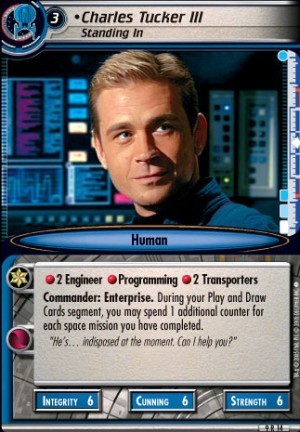 3
•Charles Tucker III
Standing In
Human
2 Engineer Programming 2 Transporters
Commander: Enterprise. During your Play and Draw
Cards segment, you may spend 1 additional counter for
each space mission you have completed.
"He's... indisposed at the moment. Can I help you?"
Integrity 6 Cunning 6 Strength 6